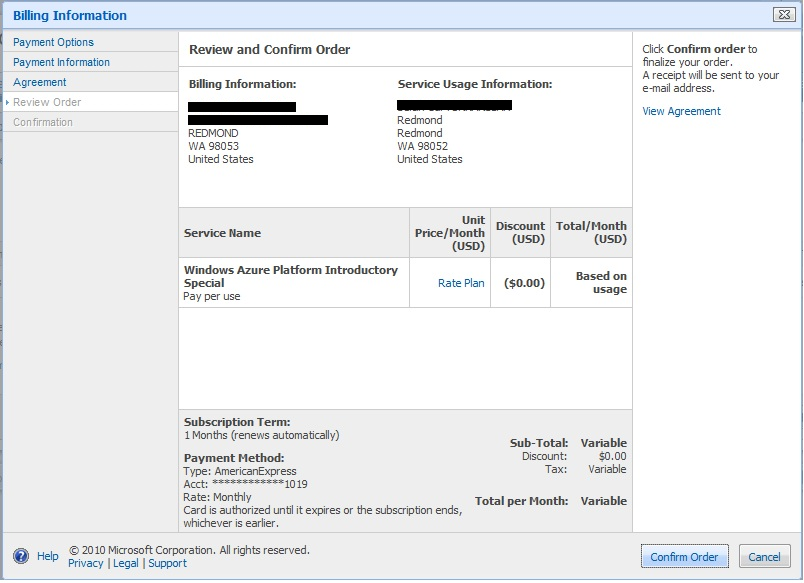 Billing Information
Payment Options
Payment Information
Agreement
Review Order
Confirmation
Review and Confirm Order
Billing Information:
REDMOND
WA 98053
United States
Service Usage Information:
Redmond
Redmond
WA 98052
United States
Service Name
Unit
Price/Month
(USD)
Discount
(USD)
Total/Month
(USD)
Windows Azure Platform Introductory
Special
Pay per use
Rate Plan
($0.00)
Based on
usage
Subscription Term:
1 Months (renews automatically)
Payment Method:
Type: AmericanExpress
Acct: ************1019
Rate: Monthly
Card is authorized until it expires or the subscription ends,
whichever is earlier.
Sub-Total: Variable
Discount: $0.00
Tax: Variable
Total per Month: Variable
Click Confirm order to
finalize your order.
A receipt will be sent to your
e-mail address.
View Agreement
Help
© 2010 Microsoft Corporation. All rights reserved.
Privacy | Legal | Support
Confirm Order
Cancel